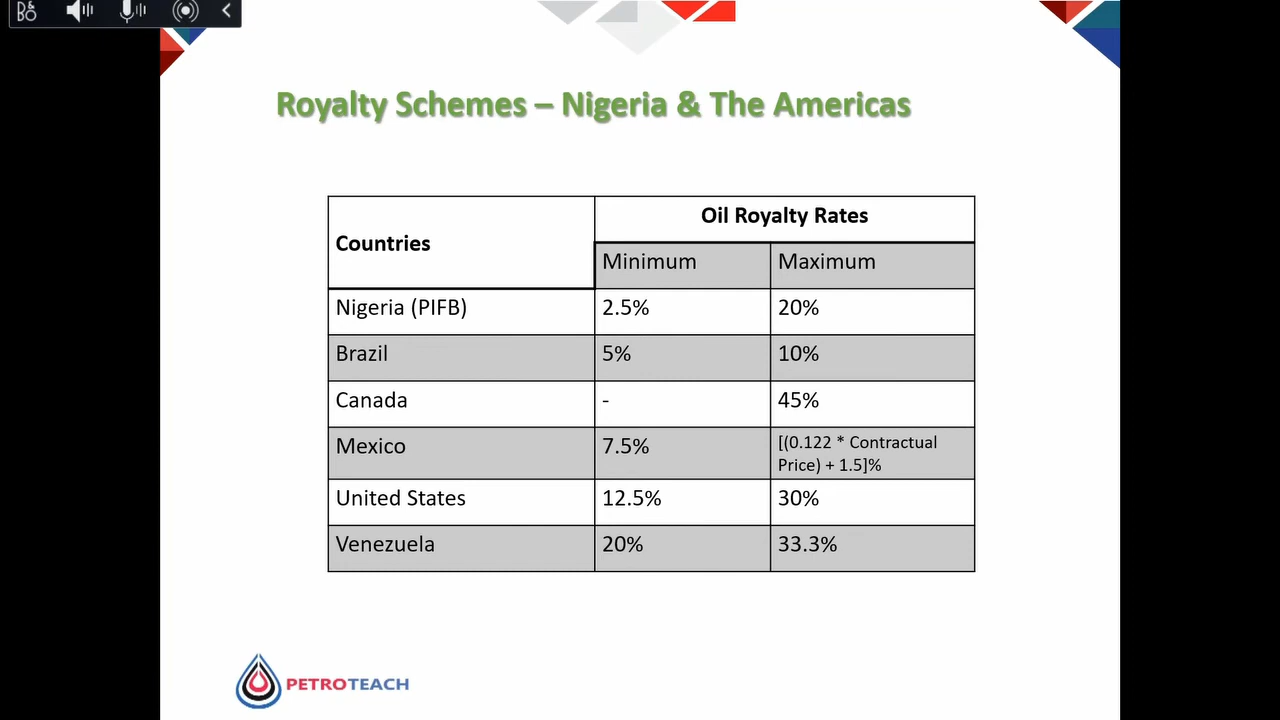 Royalty Schemes – Nigeria & The Americas
Countries
Oil Royalty Rates
Minimum
Maximum
Nigeria (PIFB)
2.5%
20%
Brazil
5%
10%
Canada
-
45%
Mexico
7.5%
[(0.122 * Contractual
Price) + 1.5]%
United States
12.5%
30%
Venezuela
20%
33.3%
PETROTEACH